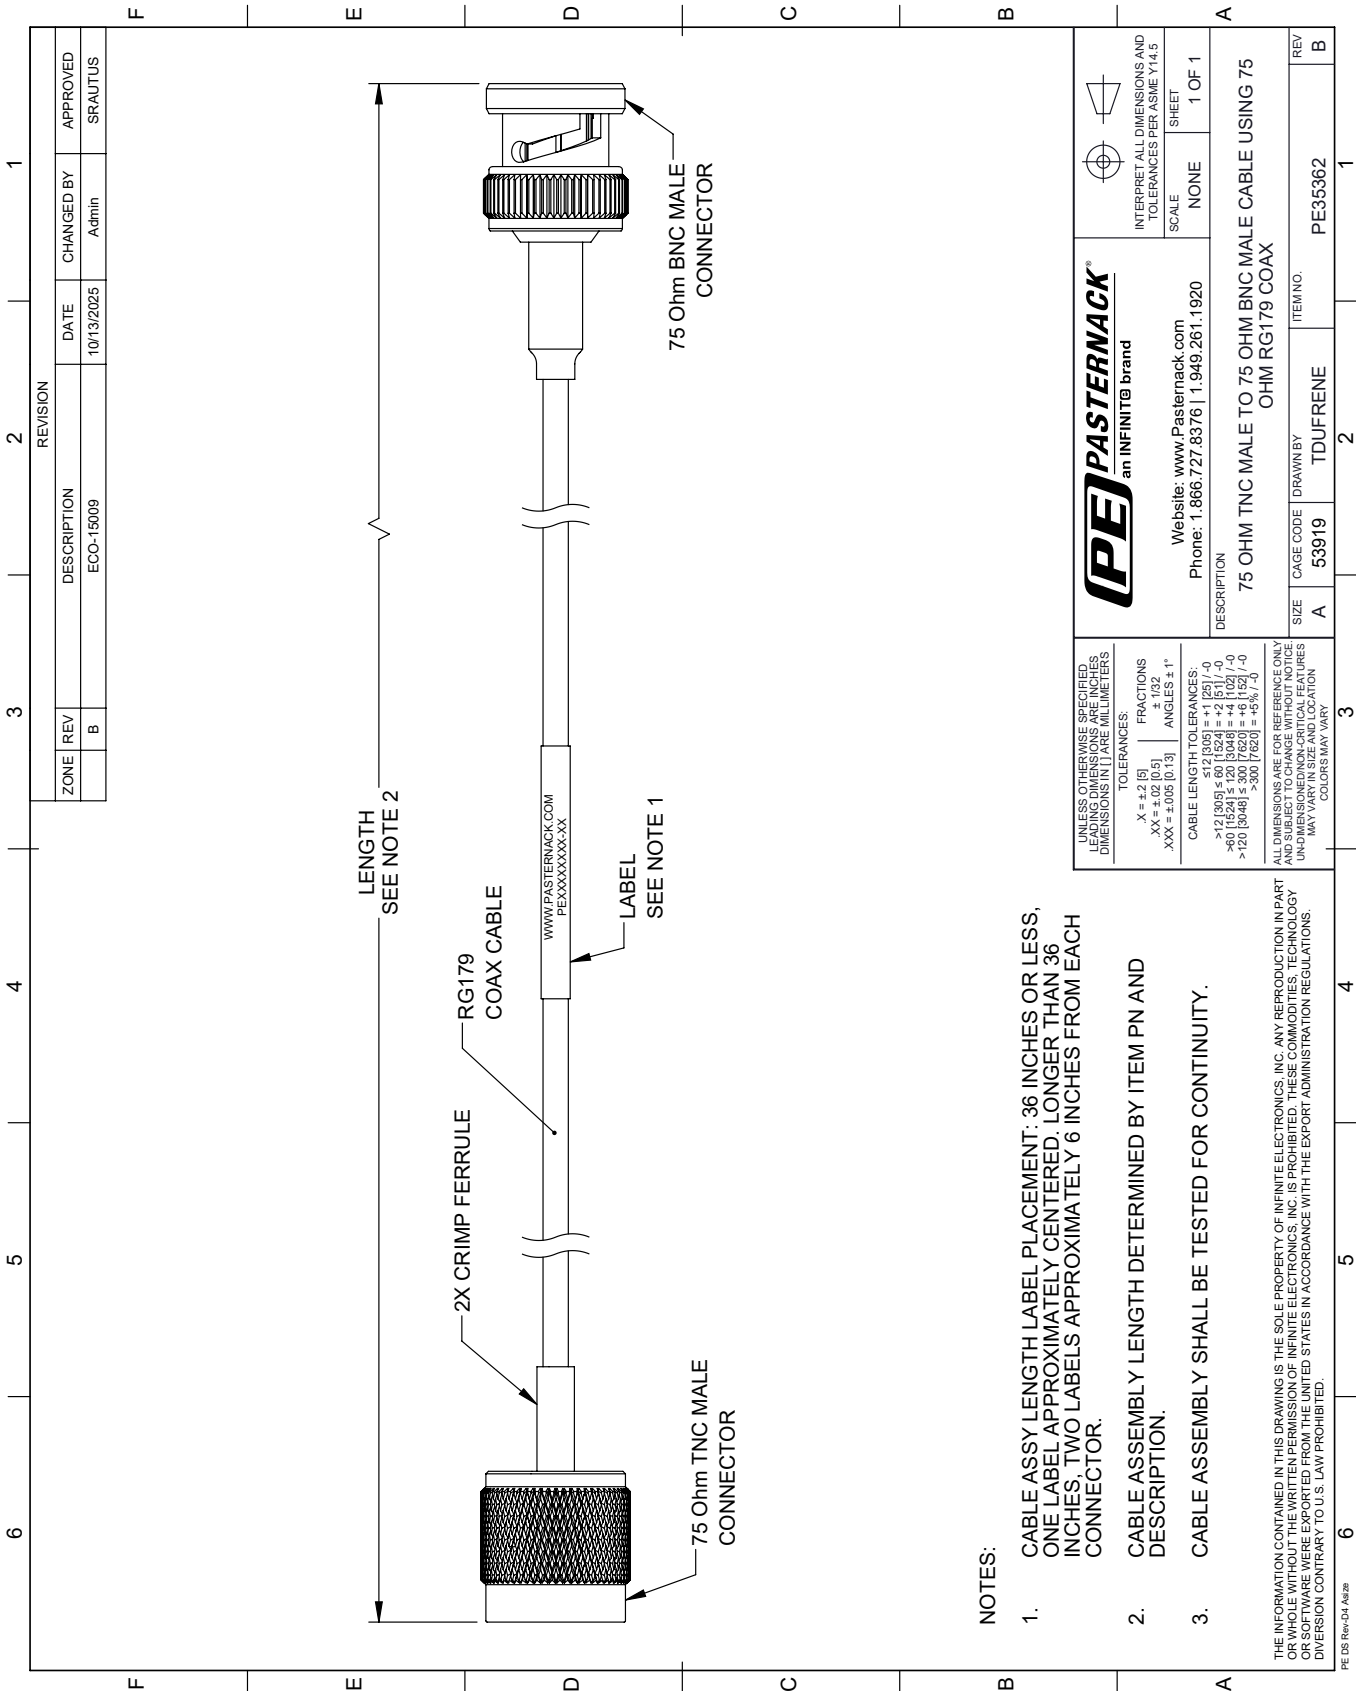 6
5
4
3
2
1
F
E
D
C
B
A
F
E
D
C
B
A
REVISION
ZONE REV DESCRIPTION DATE CHANGED BY APPROVED
B ECO-15009 10/13/2025 Admin SRAUTUS
LENGTH
SEE NOTE 2
2X CRIMP FERRULE
RG179
COAX CABLE
WWW.PASTERNACK.COM
PEXXXXXXXXX-XX
LABEL
SEE NOTE 1
75 Ohm TNC MALE
CONNECTOR
75 Ohm BNC MALE
CONNECTOR
NOTES:
1. CABLE ASSY LENGTH LABEL PLACEMENT: 36 INCHES OR LESS,
ONE LABEL APPROXIMATELY CENTERED. LONGER THAN 36
INCHES, TWO LABELS APPROXIMATELY 6 INCHES FROM EACH
CONNECTOR.
2. CABLE ASSEMBLY LENGTH DETERMINED BY ITEM PN AND
DESCRIPTION.
3. CABLE ASSEMBLY SHALL BE TESTED FOR CONTINUITY.
THE INFORMATION CONTAINED IN THIS DRAWING IS THE SOLE PROPERTY OF INFINITE ELECTRONICS, INC. ANY REPRODUCTION IN PART
OR WHOLE WITHOUT THE WRITTEN PERMISSION OF INFINITE ELECTRONICS, INC. IS PROHIBITED. THESE COMMODITIES, TECHNOLOGY
OR SOFTWARE WERE EXPORTED FROM THE UNITED STATES IN ACCORDANCE WITH THE EXPORT ADMINISTRATION REGULATIONS.
DIVERSION CONTRARY TO U.S. LAW PROHIBITED.
UNLESS OTHERWISE SPECIFIED
LEADING DIMENSIONS ARE INCHES
DIMENSIONS IN [ ] ARE MILLIMETERS
TOLERANCES:
.X = ±.2 [5]
.XX = ±.02 [0.5]
.XXX = ±.005 [0.13]
FRACTIONS
± 1/32
ANGLES ± 1°
CABLE LENGTH TOLERANCES:
≤12 [305] = +1 [25] / -0
>12 [305] ≤ 60 [1524] = +2 [51] / -0
>60 [1524] ≤ 120 [3048] = +4 [102] / -0
>120 [3048] ≤ 300 [7620] = +6 [152] / -0
>300 [7620] = +5% / -0
ALL DIMENSIONS ARE FOR REFERENCE ONLY
AND SUBJECT TO CHANGE WITHOUT NOTICE.
UN-DIMENSIONED/NON-CRITICAL FEATURES
MAY VARY IN SIZE AND LOCATION
COLORS MAY VARY
PE PASTERNACK®
an INFINIT® brand
Website: www.Pasternack.com
Phone: 1.866.727.8376 | 1.949.261.1920
INTERPRET ALL DIMENSIONS AND
TOLERANCES PER ASME Y14.5
SCALE NONE
SHEET 1 OF 1
DESCRIPTION
75 OHM TNC MALE TO 75 OHM BNC MALE CABLE USING 75
OHM RG179 COAX
SIZE A
CAGE CODE 53919
DRAWN BY TDUFRENE
ITEM NO. PE35362
REV B
PE DS Rev-D4 Asize
6
5
4
3
2
1